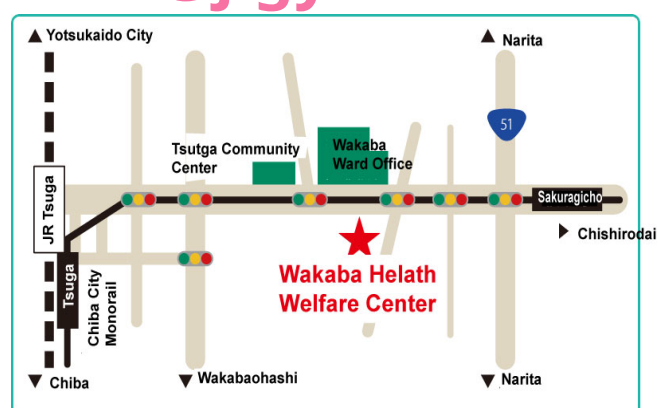 Yotsukaido City
Narita
51
Tsutga Community
Center
Wakaba
Ward Office
JR Tsuga
Sakuragicho
Chishirodai
Tsuga
Chiba City
Monorail
Wakaba Helath
Welfare Center
Chiba
Wakabaohashi
Narita